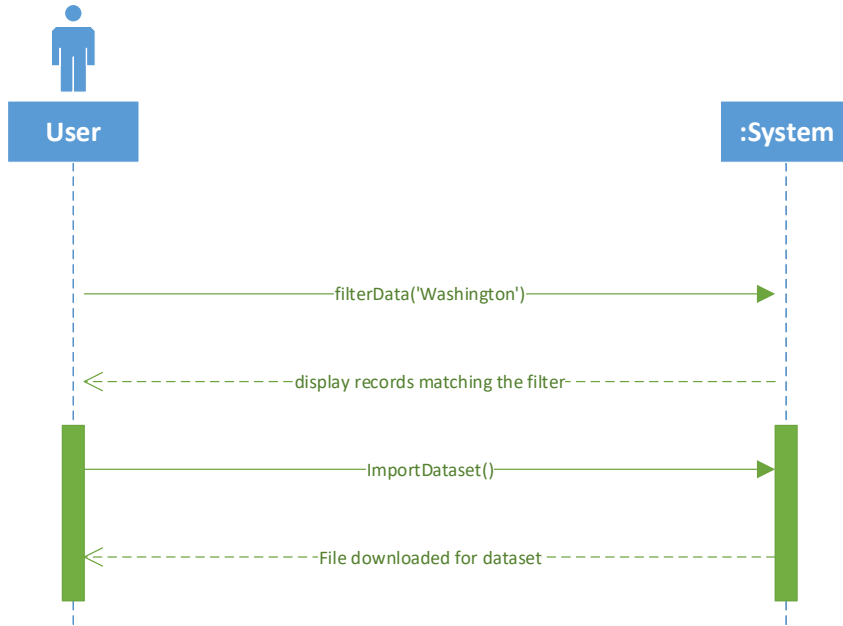 User
:System
filterData('Washington')
display records matching the filter
ImportDataset()
File downloaded for dataset